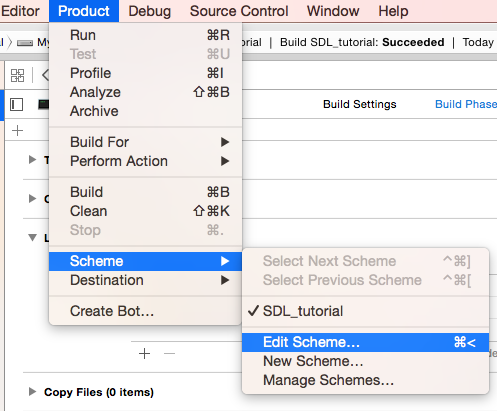 Editor Product Debug Source Control Window Help
My
orial | Build SDL_tutorial: Succeeded | Today
Run ⌘R
Test ⌘U
Profile ⌘I
Analyze ⇧⌘B
Archive
Build Settings Build Phase
Build For
Perform Action
Build ⌘B
Clean ⇧⌘K
Stop ⌘.
Scheme
Destination
Create Bot...
Select Next Scheme ^⌘]
Select Previous Scheme ^⌘[
✓ SDL_tutorial
Edit Scheme... ⌘<
New Scheme...
Manage Schemes...
+ −
Copy Files (0 items)